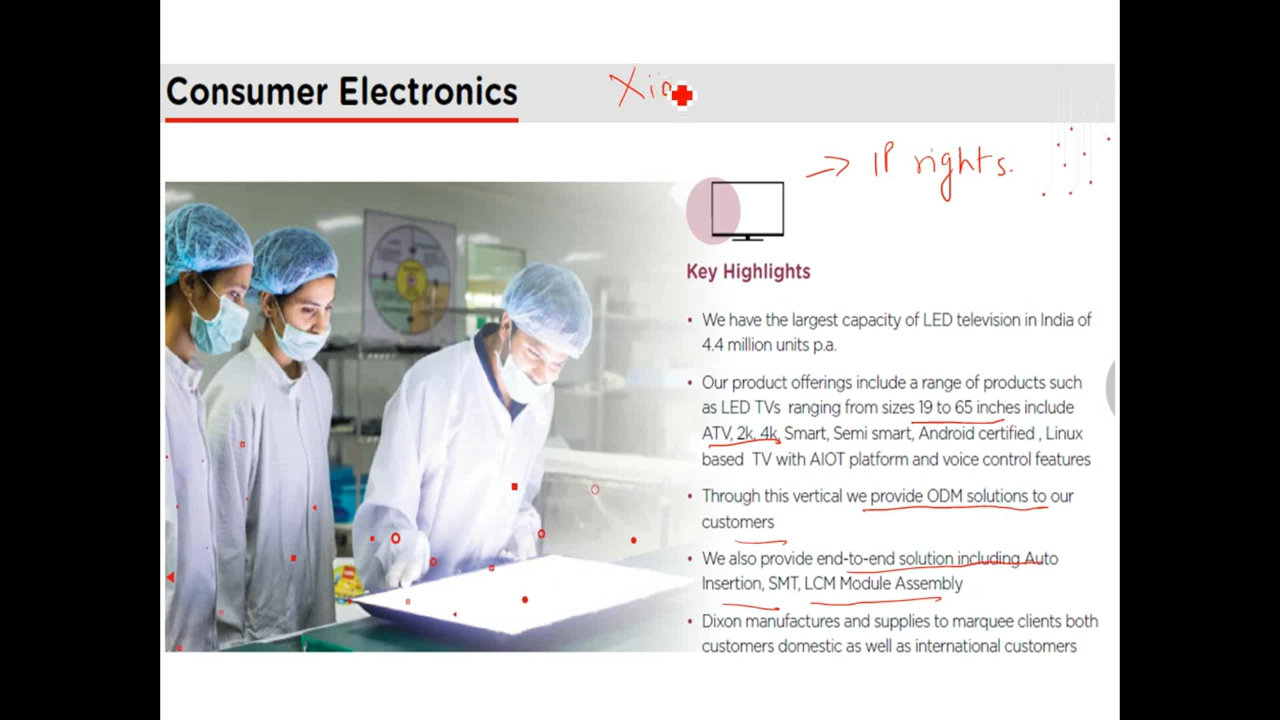 Consumer Electronics
→ IP rights.
Key Highlights
• We have the largest capacity of LED television in India of
4.4 million units p.a.
• Our product offerings include a range of products such
as LED TVs ranging from sizes 19 to 65 inches include
ATV, 2k, 4k, Smart, Semi smart, Android certified , Linux
based TV with AIOT platform and voice control features
• Through this vertical we provide ODM solutions to our
customers
• We also provide end-to-end solution including Auto
Insertion, SMT, LCM Module Assembly
• Dixon manufactures and supplies to marquee clients both
customers domestic as well as international customers